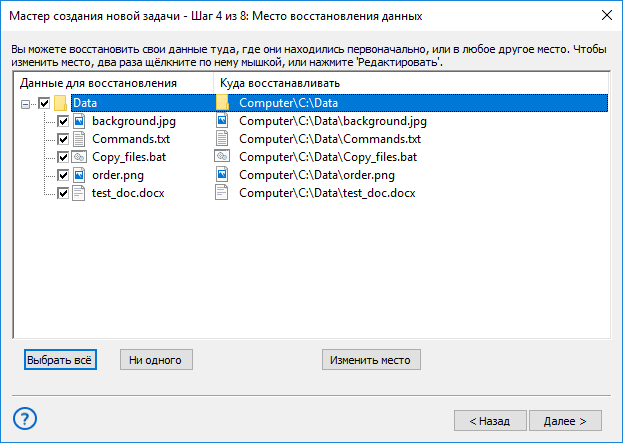 Мастер создания новой задачи - Шаг 4 из 8: Место восстановления данных
Вы можете восстановить свои данные туда, где они находились первоначально, или в любое другое место. Чтобы
изменить место, два раза щёлкните по нему мышкой, или нажмите 'Редактировать'.
Данные для восстановления Куда восстанавливать
Data Computer\C:\Data
background.jpg Computer\C:\Data\background.jpg
Commands.txt Computer\C:\Data\Commands.txt
Copy_files.bat Computer\C:\Data\Copy_files.bat
order.png Computer\C:\Data\order.png
test_doc.docx Computer\C:\Data\test_doc.docx
Выбрать всё Ни одного Изменить место
? < Назад Далее >